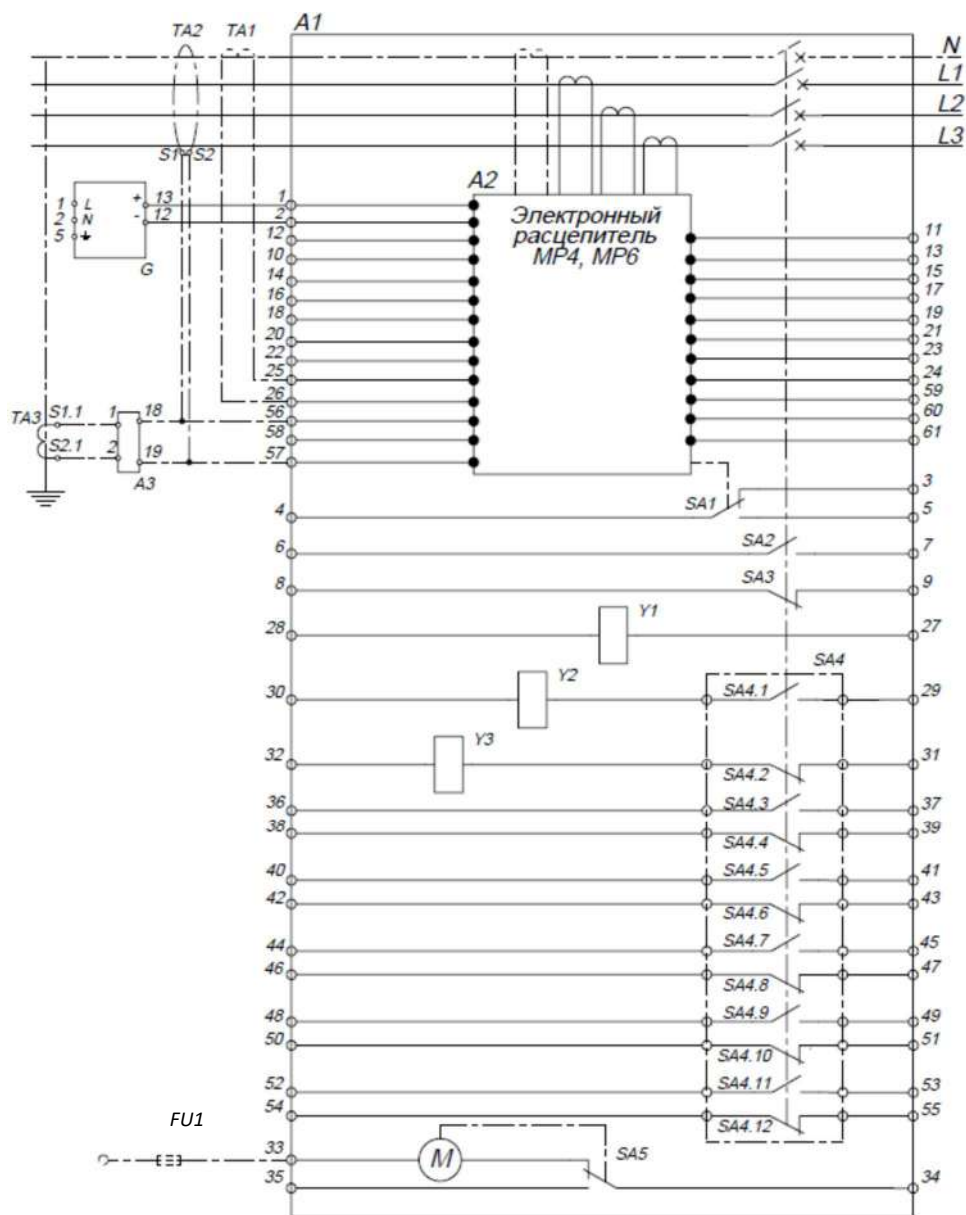 TA2 TA1 A1
N
L1
L2
L3
S1 S2
A2
Электронный
расцепитель
МР4, МР6
1 L + 13 1
2 N - 12 2
5
G
12
10
14
16
18
20
22
25
26
56
58
57
11
13
15
17
19
21
23
24
59
60
61
TA3 S1.1 1 18
S2.1 2 19
A3
3
4 SA1 5
6 SA2 7
8 SA3 9
28 Y1 27
SA4
30 Y2 SA4.1 29
32 Y3 SA4.2 31
36 SA4.3 37
38 SA4.4 39
40 SA4.5 41
42 SA4.6 43
44 SA4.7 45
46 SA4.8 47
48 SA4.9 49
50 SA4.10 51
52 SA4.11 53
54 SA4.12 55
FU1
33 M SA5
35 34